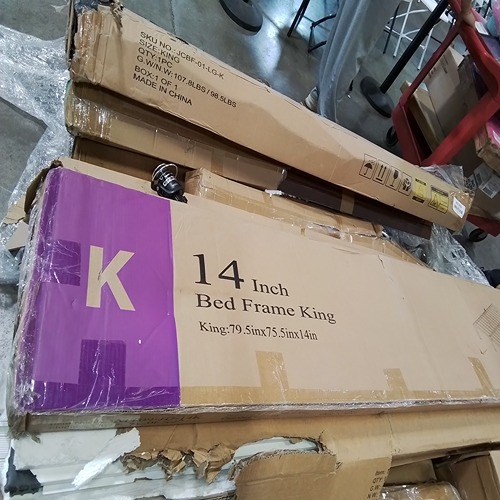 SKU NO: JCBF-01-LG-K
SIZE: KING
QTY:1PC
G.W/N.W:107.8LBS/98.5LBS
BOX:1 OF 1
MADE IN CHINA
K
14 Inch
Bed Frame King
King:79.5inx75.5inx14in